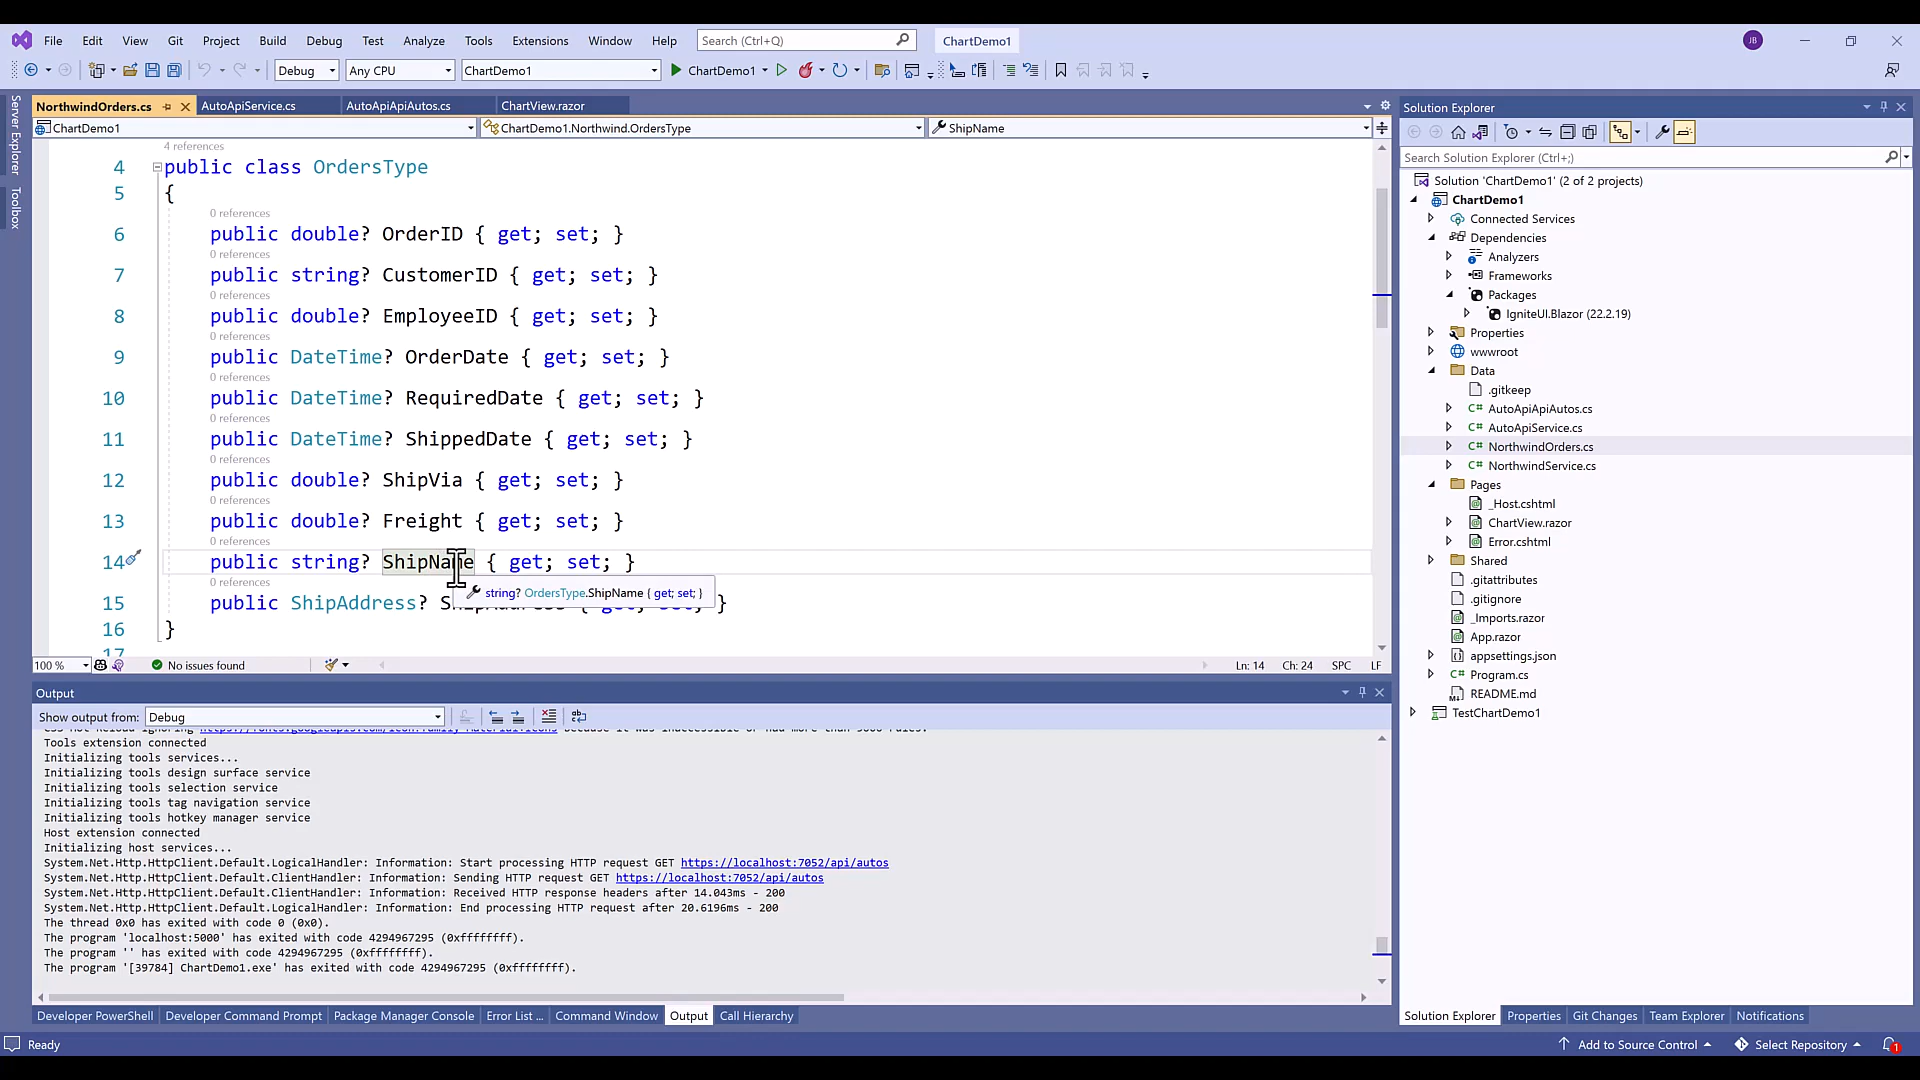 File Edit View Git Project Build Debug Test Analyze Tools Extensions Window Help Search (Ctrl+Q) ChartDemo1 JB
Debug Any CPU ChartDemo1 ChartDemo1
Server Explorer
Toolbox
NorthwindOrders.cs AutoApiService.cs AutoApiApiAutos.cs ChartView.razor
ChartDemo1 ChartDemo1.Northwind.OrdersType ShipName
4 references
4 public class OrdersType
5 {
0 references
6 public double? OrderID { get; set; }
0 references
7 public string? CustomerID { get; set; }
0 references
8 public double? EmployeeID { get; set; }
0 references
9 public DateTime? OrderDate { get; set; }
0 references
10 public DateTime? RequiredDate { get; set; }
0 references
11 public DateTime? ShippedDate { get; set; }
0 references
12 public double? ShipVia { get; set; }
0 references
13 public double? Freight { get; set; }
0 references
14 public string? ShipName { get; set; }
0 references
string? OrdersType.ShipName { get; set; }
15 public ShipAddress? }
16 }
17
100 % No issues found Ln: 14 Ch: 24 SPC LF
Output
Show output from: Debug
Tools extension connected
Initializing tools services...
Initializing tools design surface service
Initializing tools selection service
Initializing tools tag navigation service
Initializing tools hotkey manager service
Host extension connected
Initializing host services...
System.Net.Http.HttpClient.Default.LogicalHandler: Information: Start processing HTTP request GET https://localhost:7052/api/autos
System.Net.Http.HttpClient.Default.ClientHandler: Information: Sending HTTP request GET https://localhost:7052/api/autos
System.Net.Http.HttpClient.Default.ClientHandler: Information: Received HTTP response headers after 14.043ms - 200
System.Net.Http.HttpClient.Default.LogicalHandler: Information: End processing HTTP request after 20.6196ms - 200
The thread 0x0 has exited with code 0 (0x0).
The program 'localhost:5000' has exited with code 4294967295 (0xffffffff).
The program '' has exited with code 4294967295 (0xffffffff).
The program '[39784] ChartDemo1.exe' has exited with code 4294967295 (0xffffffff).
Developer PowerShell Developer Command Prompt Package Manager Console Error List ... Command Window Output Call Hierarchy
Solution Explorer
Search Solution Explorer (Ctrl+;)
Solution 'ChartDemo1' (2 of 2 projects)
ChartDemo1
Connected Services
Dependencies
Analyzers
Frameworks
Packages
IgniteUI.Blazor (22.2.19)
Properties
wwwroot
Data
.gitkeep
C# AutoApiApiAutos.cs
C# AutoApiService.cs
C# NorthwindOrders.cs
C# NorthwindService.cs
Pages
_Host.cshtml
ChartView.razor
Error.cshtml
Shared
.gitattributes
.gitignore
_Imports.razor
App.razor
appsettings.json
C# Program.cs
README.md
TestChartDemo1
Solution Explorer Properties Git Changes Team Explorer Notifications
Ready Add to Source Control Select Repository 1